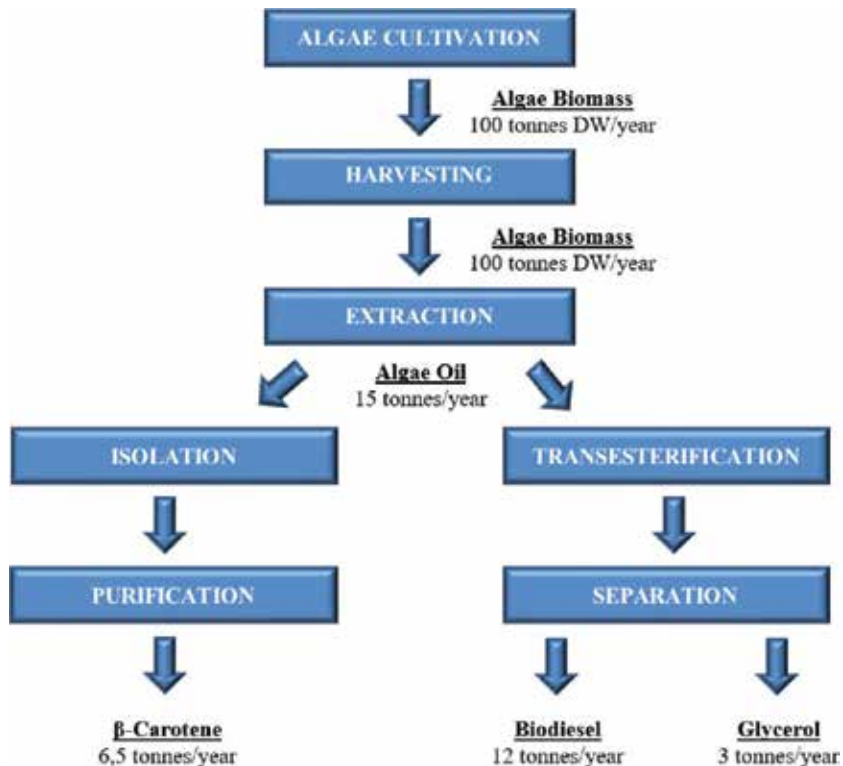 ALGAE CULTIVATION
Algae Biomass
100 tonnes DW/year
HARVESTING
Algae Biomass
100 tonnes DW/year
EXTRACTION
Algae Oil
15 tonnes/year
ISOLATION
TRANSESTERIFICATION
PURIFICATION
SEPARATION
β-Carotene
6,5 tonnes/year
Biodiesel
12 tonnes/year
Glycerol
3 tonnes/year